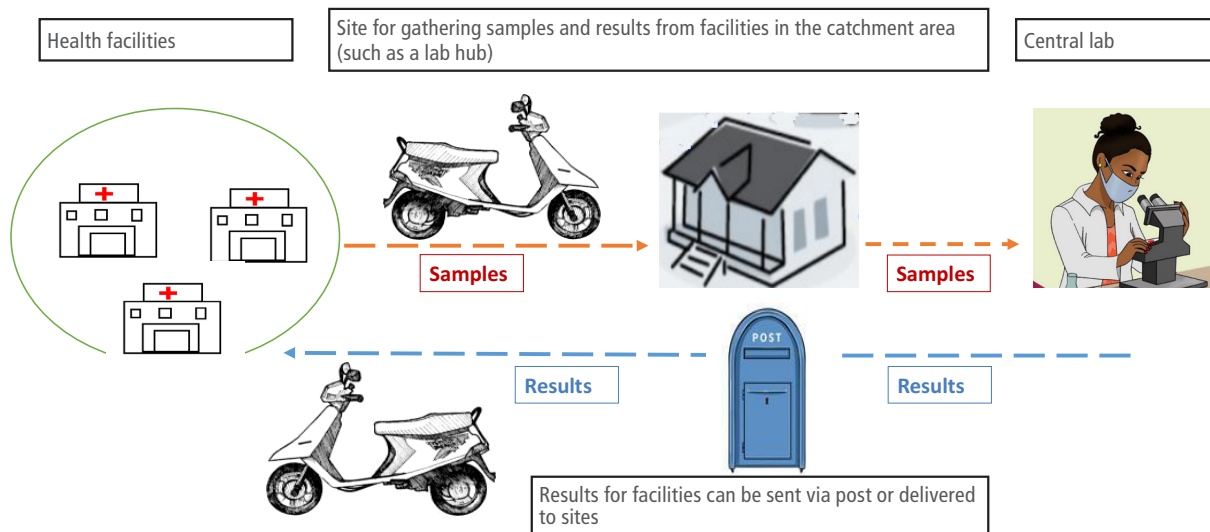 Health facilities
Site for gathering samples and results from facilities in the catchment area
(such as a lab hub)
Central lab
Samples
Samples
POST
Results
Results
Results for facilities can be sent via post or delivered
to sites